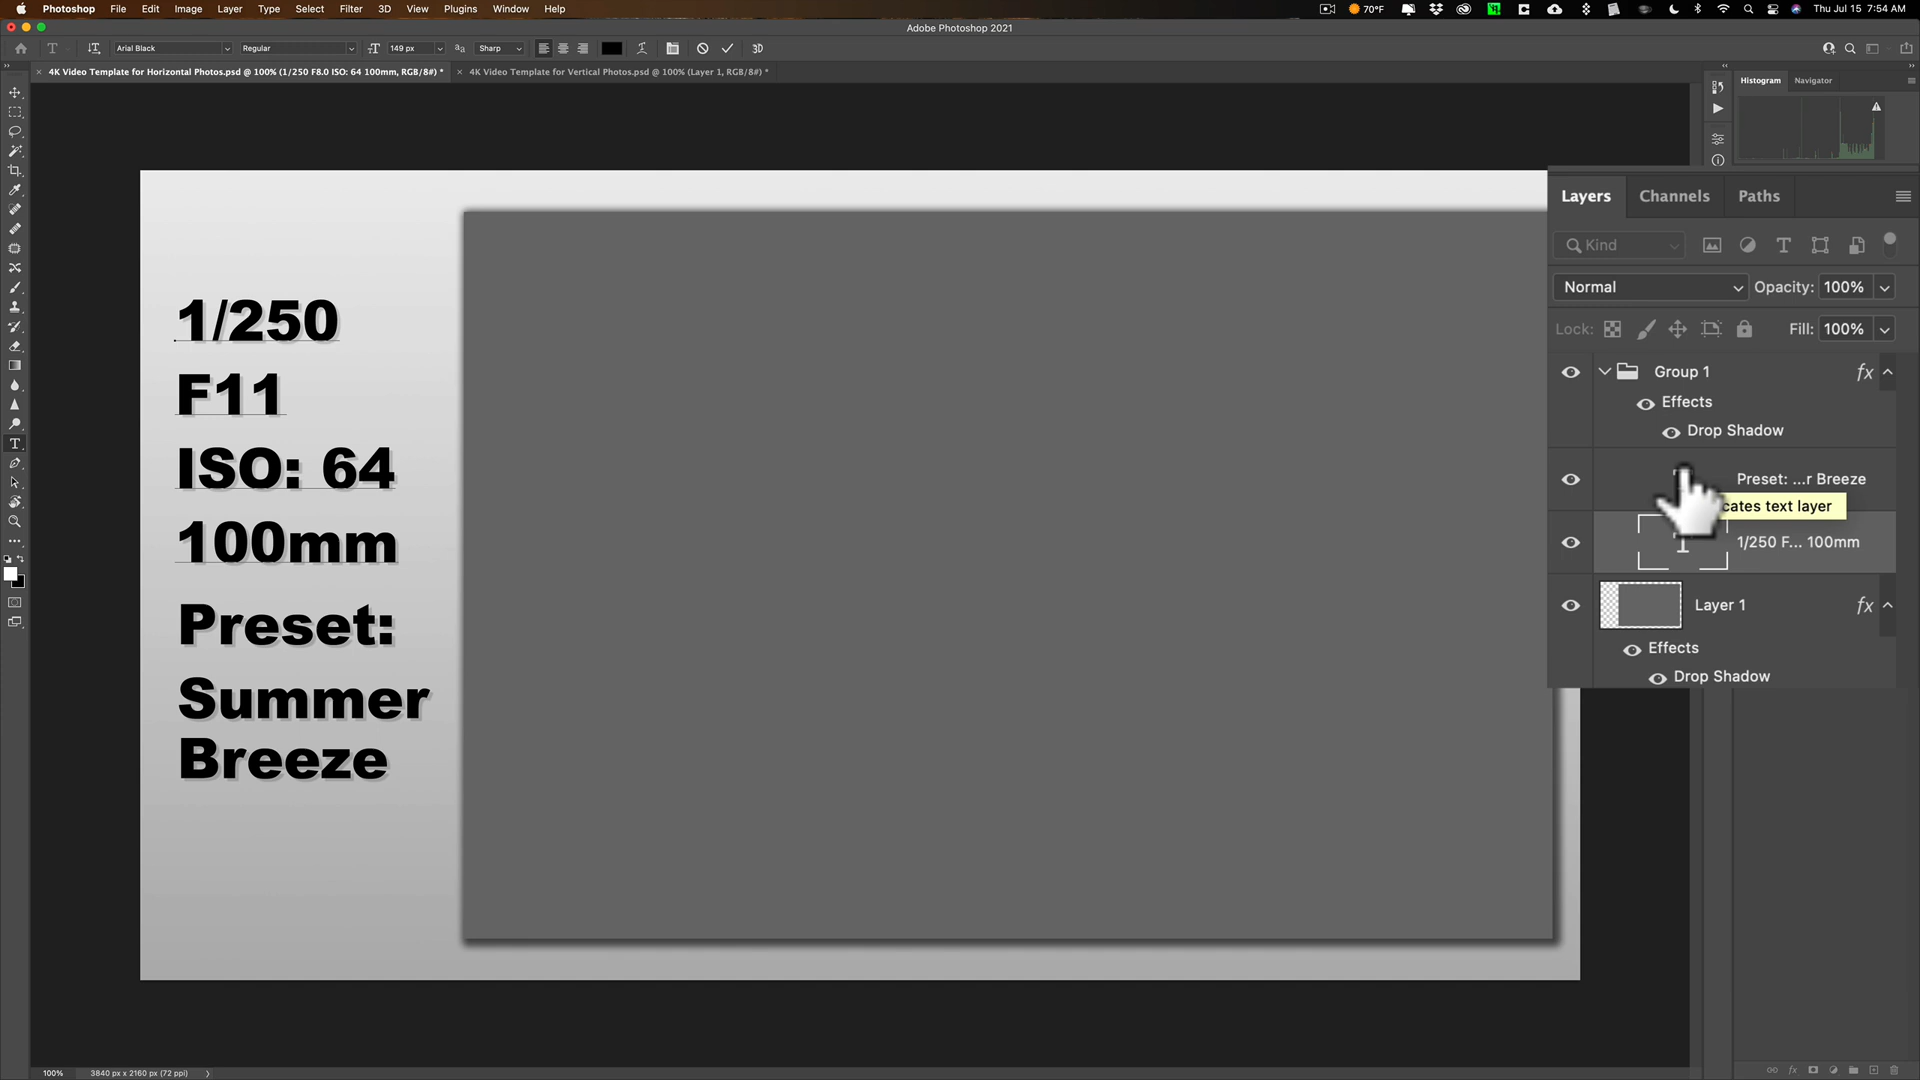 Photoshop File Edit Image Layer Type Select Filter 3D View Plugins Window Help 70°F Thu Jul 15 7:54 AM
Adobe Photoshop 2021
Arial Black Regular 149 px Sharp 3D
4K Video Template for Horizontal Photos.psd @ 100% (1/250 F8.0 ISO: 64 100mm, RGB/8#) * 4K Video Template for Vertical Photos.psd @ 100% (Layer 1, RGB/8#) *
Histogram Navigator
Layers Channels Paths
Kind
Normal Opacity: 100%
Lock: Fill: 100%
Group 1 fx
Effects
Drop Shadow
Preset: ...r Breeze
cates text layer
1/250 F... 100mm
Layer 1 fx
Effects
Drop Shadow
1/250
F11
ISO: 64
100mm
Preset:
Summer
Breeze
100% 3840 px x 2160 px (72 ppi)